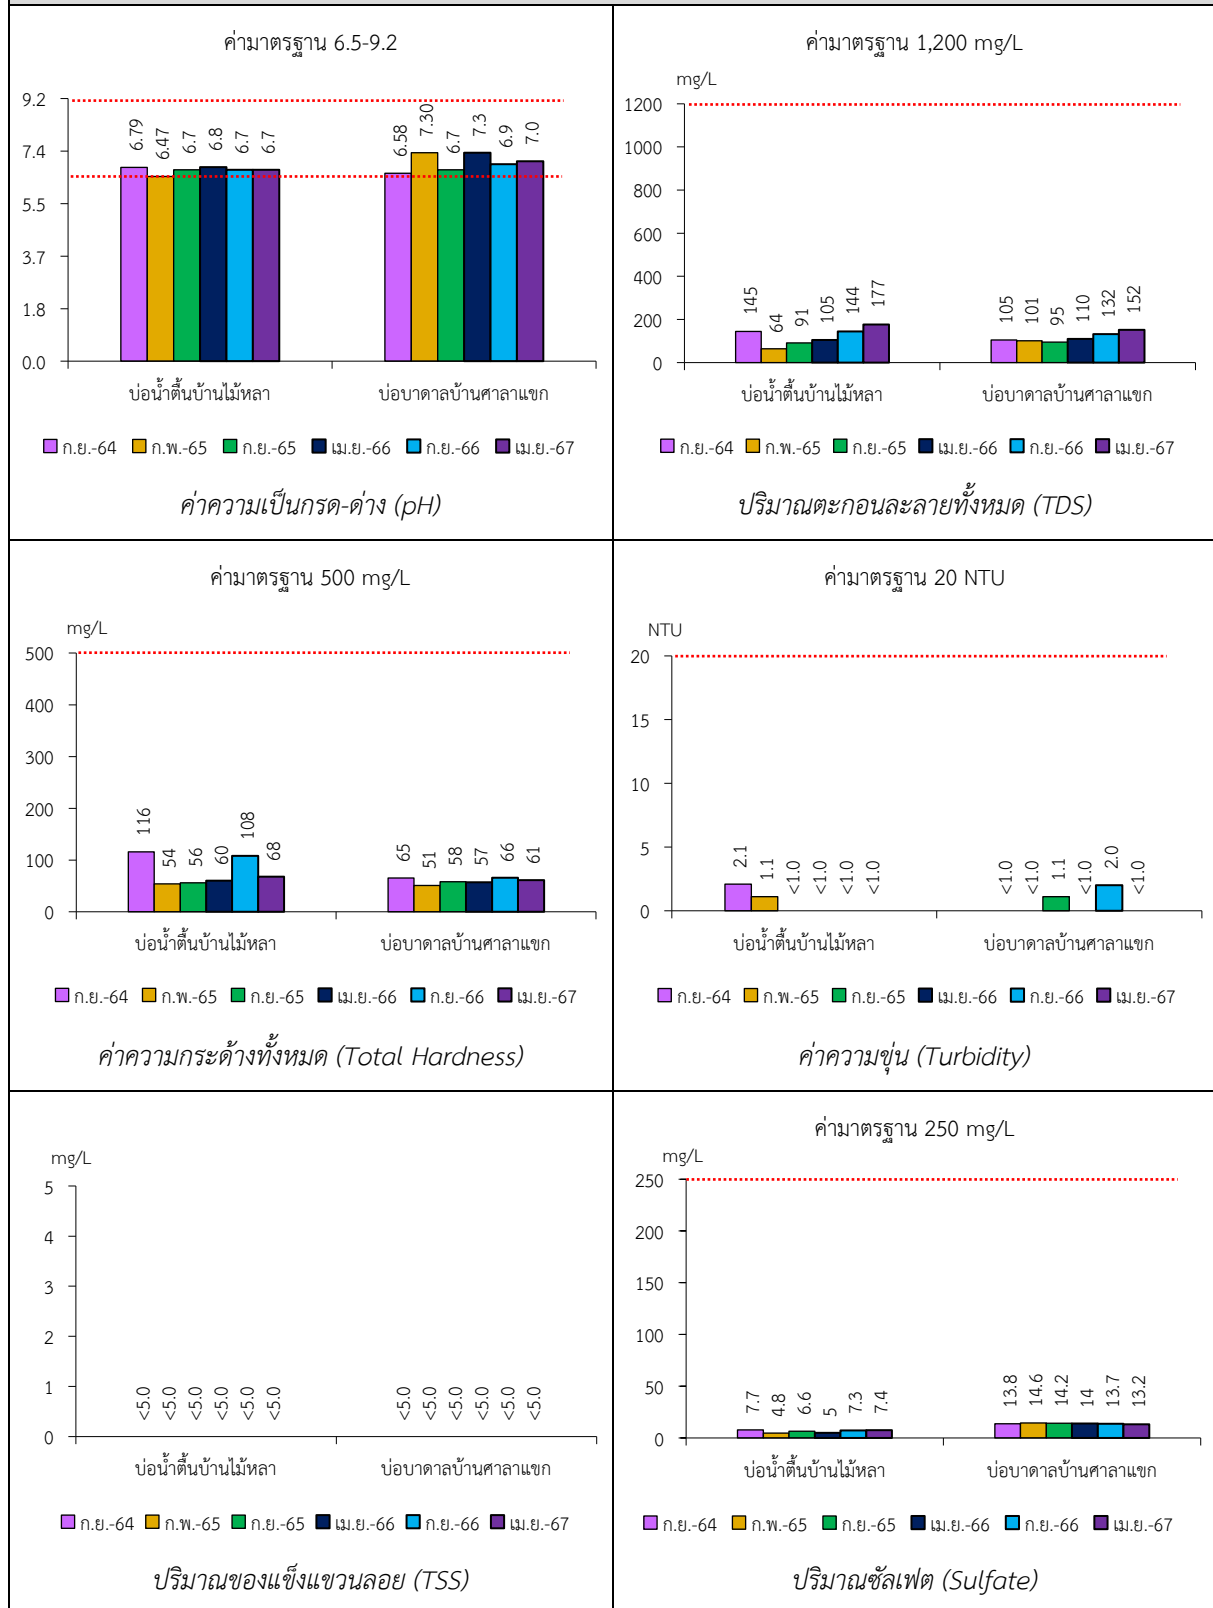 ค่ามาตรฐาน 6.5-9.2
9.2
7.4
5.5
3.7
1.8
0.0
6.79 6.47 6.7 6.8 6.7 6.7
6.58 7.30 6.7 7.3 6.9 7.0
บ่อน้ำตื้นบ้านไม้หลา บ่อบาดาลบ้านศาลาแขก
ก.ย.-64 ก.พ.-65 ก.ย.-65 เม.ย.-66 ก.ย.-66 เม.ย.-67
ค่าความเป็นกรด-ด่าง (pH)
ค่ามาตรฐาน 1,200 mg/L
mg/L
1200
1000
800
600
400
200
0
145 64 91 105 144 177
105 101 95 110 132 152
บ่อน้ำตื้นบ้านไม้หลา บ่อบาดาลบ้านศาลาแขก
ก.ย.-64 ก.พ.-65 ก.ย.-65 เม.ย.-66 ก.ย.-66 เม.ย.-67
ปริมาณตะกอนละลายทั้งหมด (TDS)
ค่ามาตรฐาน 500 mg/L
mg/L
500
400
300
200
100
0
116 54 56 60 108 68
65 51 58 57 66 61
บ่อน้ำตื้นบ้านไม้หลา บ่อบาดาลบ้านศาลาแขก
ก.ย.-64 ก.พ.-65 ก.ย.-65 เม.ย.-66 ก.ย.-66 เม.ย.-67
ค่าความกระด้างทั้งหมด (Total Hardness)
ค่ามาตรฐาน 20 NTU
NTU
20
15
10
5
0
2.1 1.1 <1.0 <1.0 <1.0 <1.0
<1.0 <1.0 1.1 <1.0 2.0 <1.0
บ่อน้ำตื้นบ้านไม้หลา บ่อบาดาลบ้านศาลาแขก
ก.ย.-64 ก.พ.-65 ก.ย.-65 เม.ย.-66 ก.ย.-66 เม.ย.-67
ค่าความขุ่น (Turbidity)
mg/L
5
4
3
2
1
0
<5.0 <5.0 <5.0 <5.0 <5.0 <5.0
<5.0 <5.0 <5.0 <5.0 <5.0 <5.0
บ่อน้ำตื้นบ้านไม้หลา บ่อบาดาลบ้านศาลาแขก
ก.ย.-64 ก.พ.-65 ก.ย.-65 เม.ย.-66 ก.ย.-66 เม.ย.-67
ปริมาณของแข็งแขวนลอย (TSS)
ค่ามาตรฐาน 250 mg/L
mg/L
250
200
150
100
50
0
7.7 4.8 6.6 5 7.3 7.4
13.8 14.6 14.2 14 13.7 13.2
บ่อน้ำตื้นบ้านไม้หลา บ่อบาดาลบ้านศาลาแขก
ก.ย.-64 ก.พ.-65 ก.ย.-65 เม.ย.-66 ก.ย.-66 เม.ย.-67
ปริมาณซัลเฟต (Sulfate)